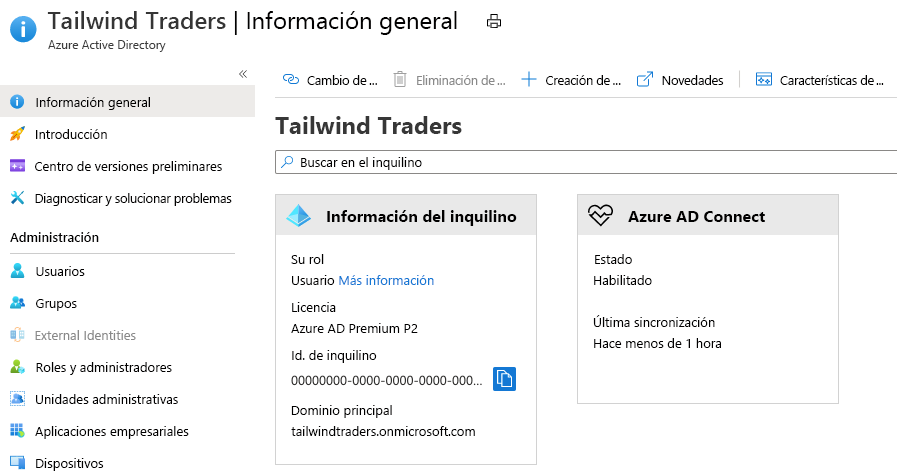 Tailwind Traders | Información general
Azure Active Directory
«
Información general
Introducción
Centro de versiones preliminares
Diagnosticar y solucionar problemas
Administración
Usuarios
Grupos
External Identities
Roles y administradores
Unidades administrativas
Aplicaciones empresariales
Dispositivos
Cambio de ... Eliminación de ... Creación de ... Novedades Características de ...
Tailwind Traders
Buscar en el inquilino
Información del inquilino
Su rol
Usuario Más información
Licencia
Azure AD Premium P2
Id. de inquilino
00000000-0000-0000-0000-000...
Dominio principal
tailwindtraders.onmicrosoft.com
Azure AD Connect
Estado
Habilitado
Última sincronización
Hace menos de 1 hora